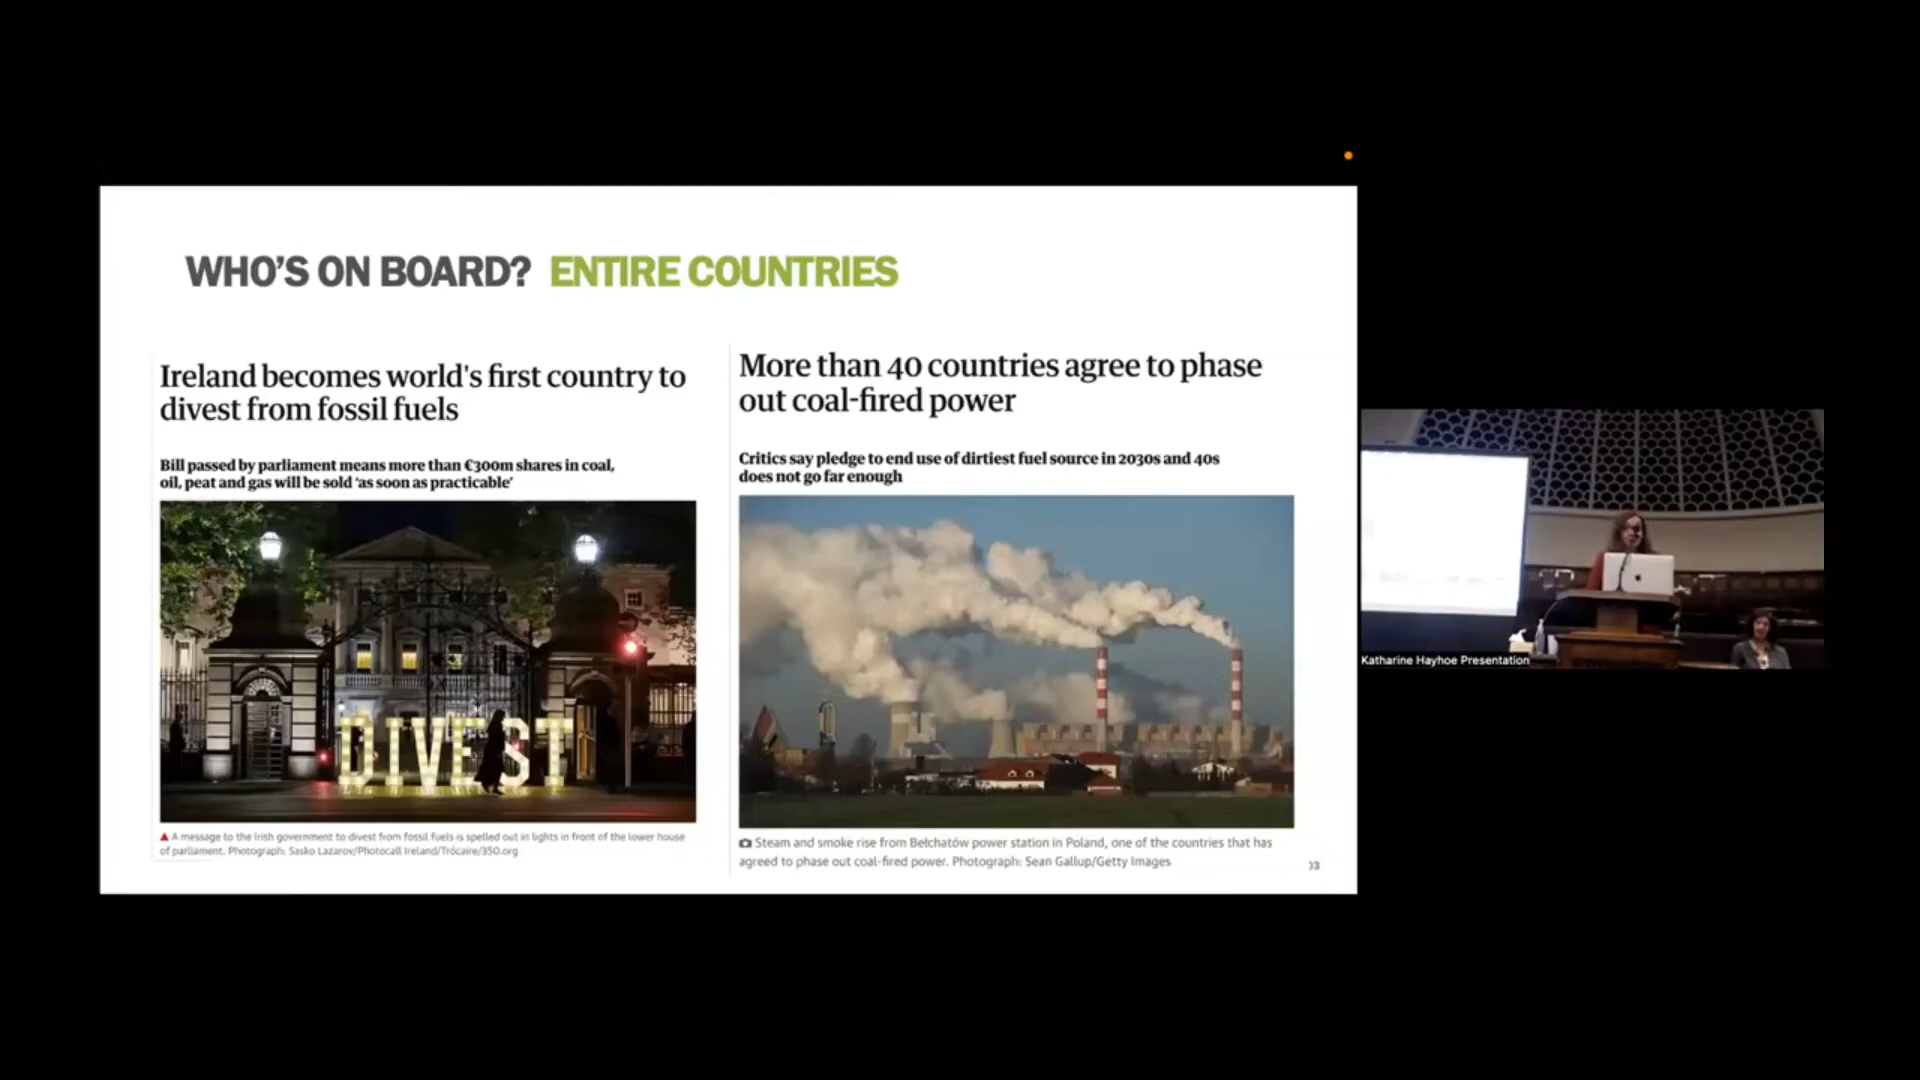 WHO'S ON BOARD? ENTIRE COUNTRIES
Ireland becomes world's first country to
divest from fossil fuels
Bill passed by parliament means more than €300m shares in coal,
oil, peat and gas will be sold 'as soon as practicable'
DIVEST
▲ A message to the Irish government to divest from fossil fuels is spelled out in lights in front of the lower house
of parliament. Photograph: Sasko Lazarov/Photocall Ireland/Trócaire/350.org
More than 40 countries agree to phase
out coal-fired power
Critics say pledge to end use of dirtiest fuel source in 2030s and 40s
does not go far enough
Steam and smoke rise from Bełchatów power station in Poland, one of the countries that has
agreed to phase out coal-fired power. Photograph: Sean Gallup/Getty Images
Katharine Hayhoe Presentation